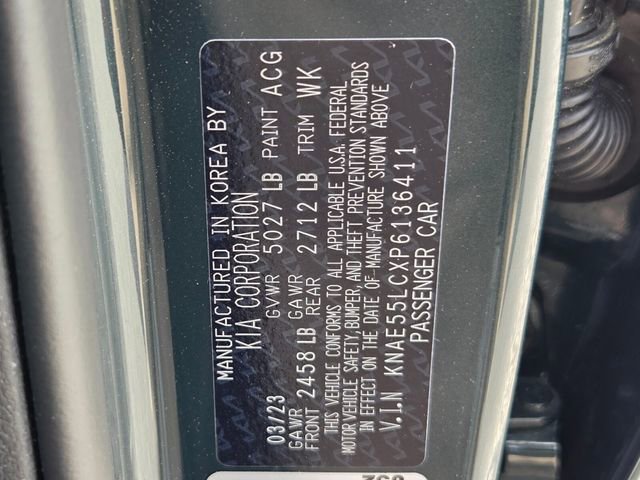 MANUFACTURED IN KOREA BY
KIA CORPORATION
03/23 GVWR 5027 LB PAINT ACG
GAWR FRONT 2458 LB GAWR REAR 2712 LB TRIM WK
THIS VEHICLE CONFORMS TO ALL APPLICABLE U.S.A. FEDERAL
MOTOR VEHICLE SAFETY, BUMPER, AND THEFT PREVENTION STANDARDS
IN EFFECT ON THE DATE OF MANUFACTURE SHOWN ABOVE
V.I.N KNAE55LCXP6136411
PASSENGER CAR